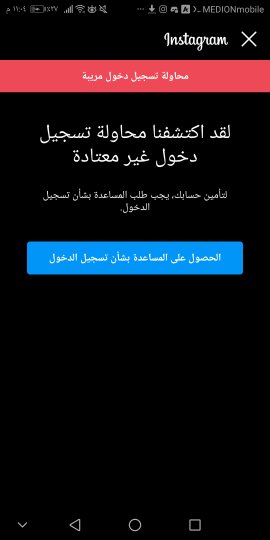 م ١١:٠٤ ٪٢٧ MEDIONmobile
Instagram
محاولة تسجيل دخول مريبة
لقد اكتشفنا محاولة تسجيل
دخول غير معتادة
لتأمين حسابك، يجب طلب المساعدة بشأن تسجيل
الدخول.
الحصول على المساعدة بشأن تسجيل الدخول